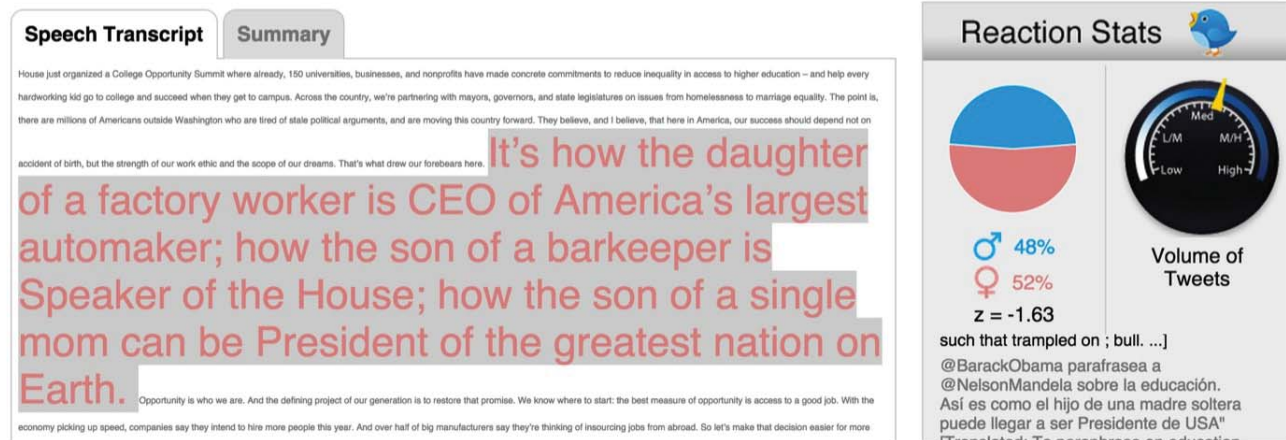 Speech Transcript
Summary
House just organized a College Opportunity Summit where already, 150 universities, businesses, and nonprofits have made concrete commitments to reduce inequality in access to higher education – and help every
hardworking kid go to college and succeed when they get to campus. Across the country, we're partnering with mayors, governors, and state legislatures on issues from homelessness to marriage equality. The point is,
there are millions of Americans outside Washington who are tired of stale political arguments, and are moving this country forward. They believe, and I believe, that here in America, our success should depend not on
accident of birth, but the strength of our work ethic and the scope of our dreams. That's what drew our forebears here. It's how the daughter
of a factory worker is CEO of America's largest
automaker; how the son of a barkeeper is
Speaker of the House; how the son of a single
mom can be President of the greatest nation on
Earth. Opportunity is who we are. And the defining project of our generation is to restore that promise. We know where to start: the best measure of opportunity is access to a good job. With the
economy picking up speed, companies say they intend to hire more people this year. And over half of big manufacturers say they're thinking of insourcing jobs from abroad. So let's make that decision easier for more
Reaction Stats
♂ 48%
♀ 52%
z = -1.63
Med
L/M
M/H
Low
High
Volume of
Tweets
such that trampled on ; bull. ...]
@BarackObama parafrasea a
@NelsonMandela sobre la educación.
Así es como el hijo de una madre soltera
puede llegar a ser Presidente de USA"